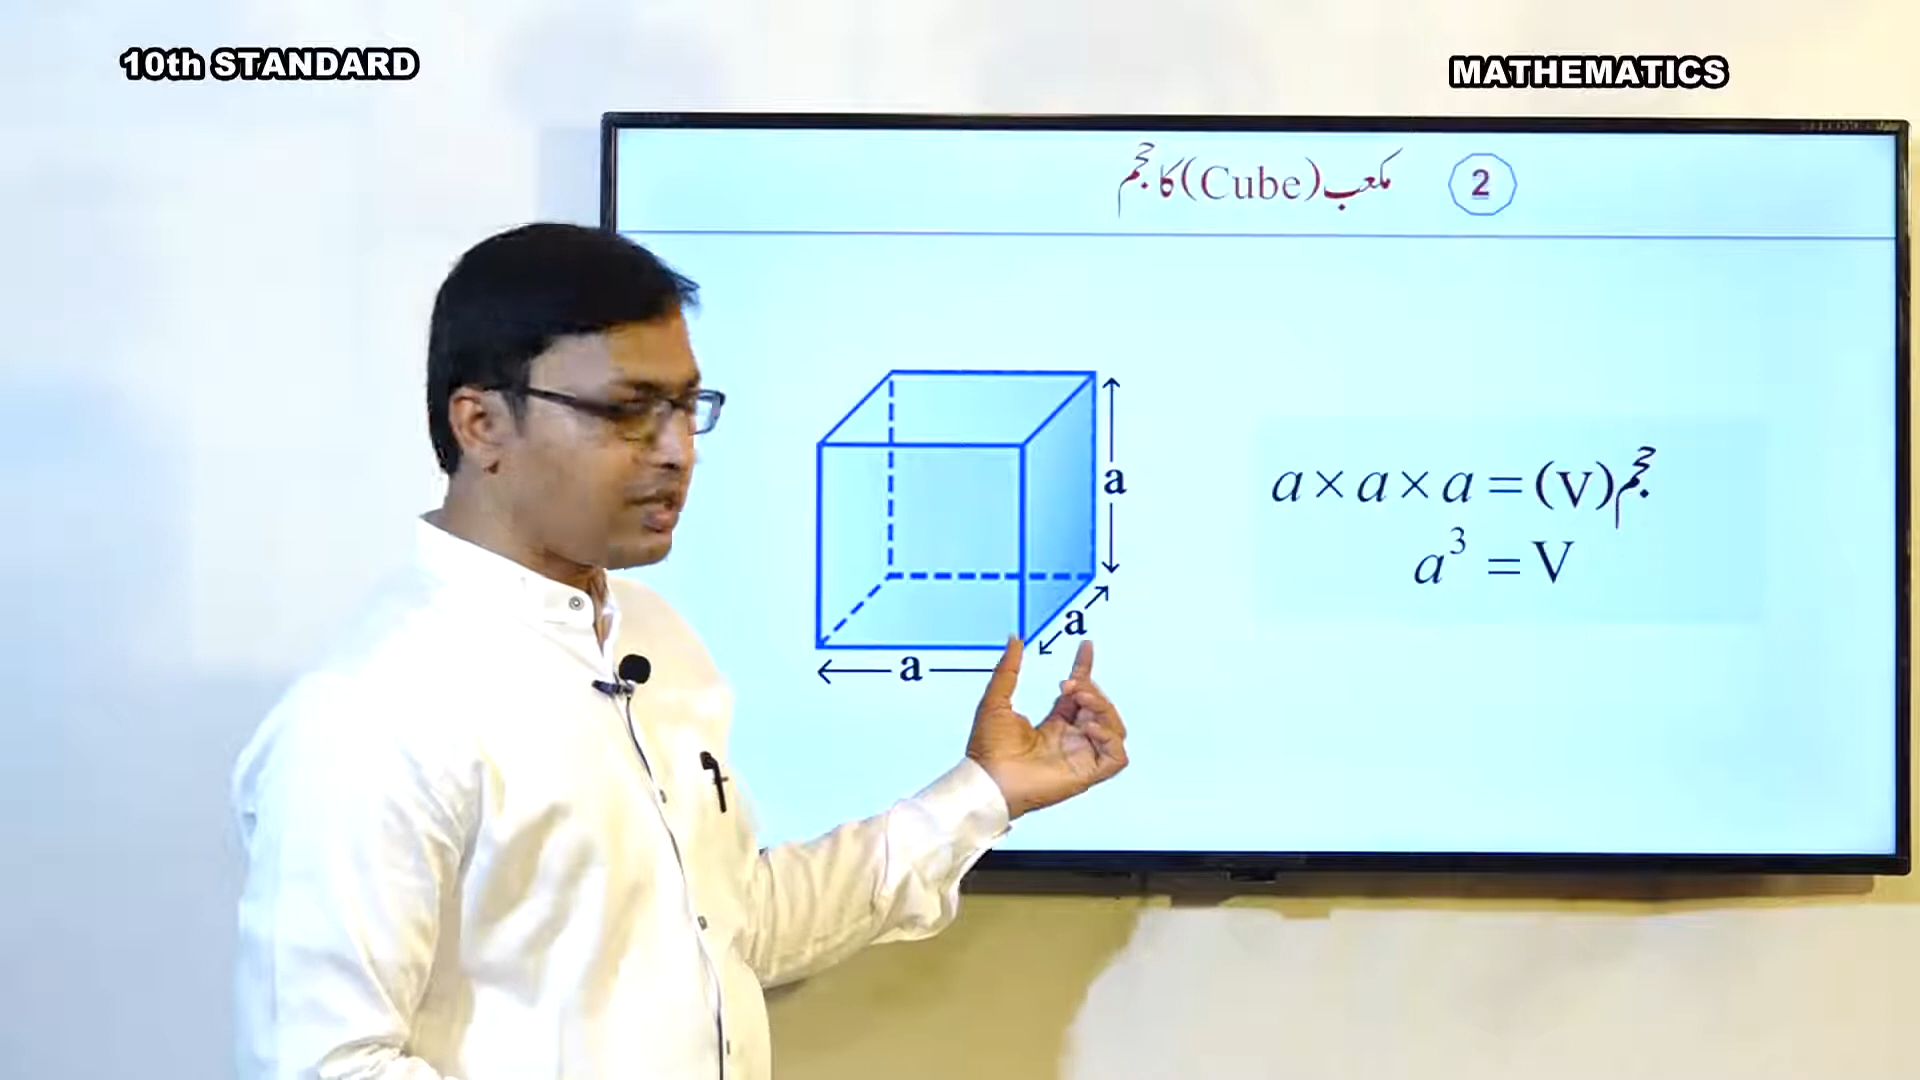 10th STANDARD
MATHEMATICS
2 مکعب(Cube)کا حجم
a
a
a
حجم(V) = a × a × a
V = a³